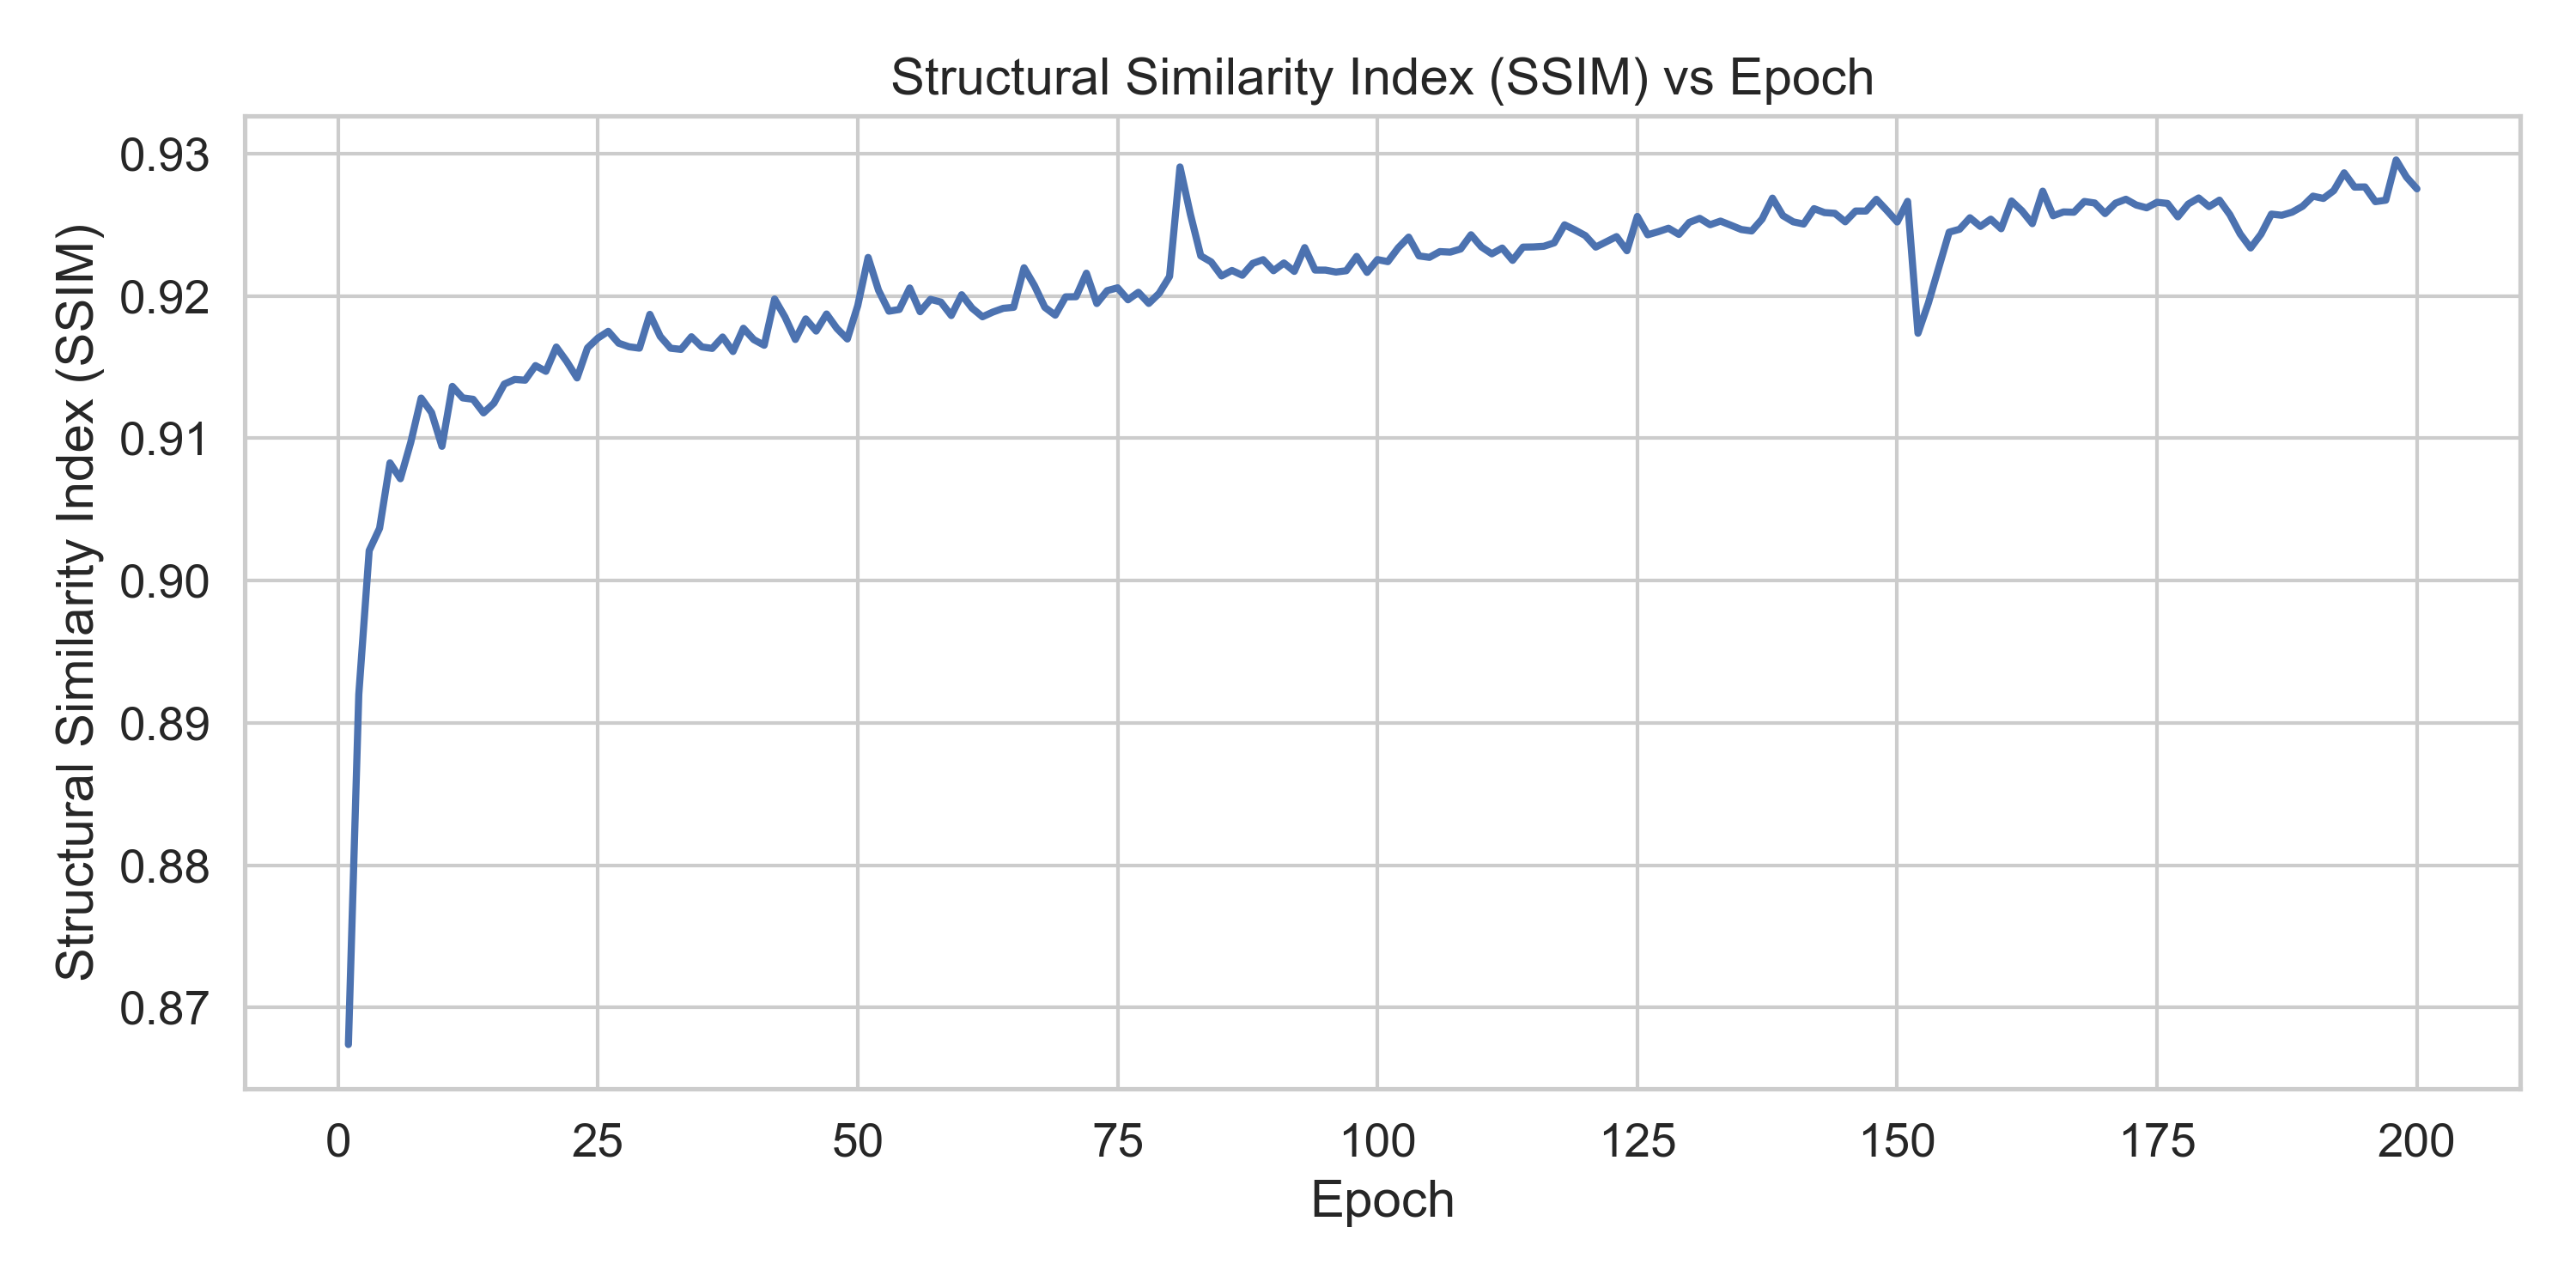 Structural Similarity Index (SSIM) vs Epoch
Structural Similarity Index (SSIM)
0.93
0.92
0.91
0.90
0.89
0.88
0.87
0 25 50 75 100 125 150 175 200
Epoch